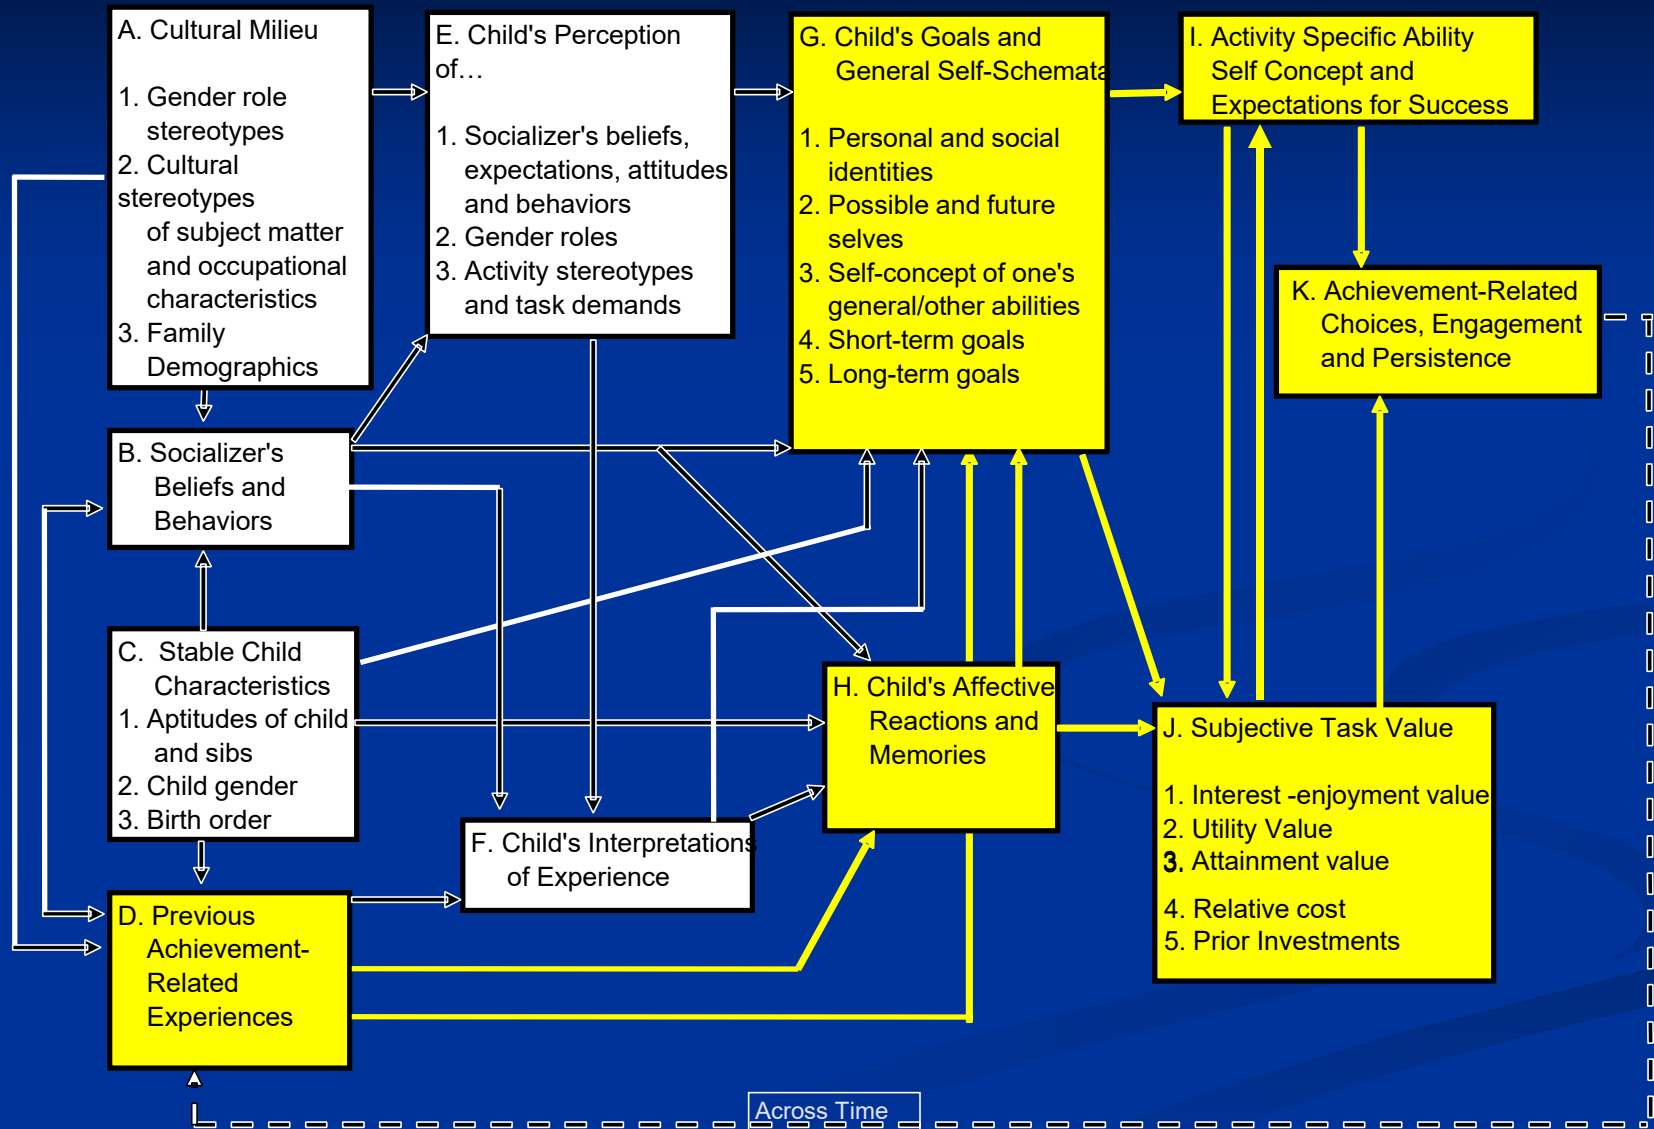 A. Cultural Milieu
1. Gender role
stereotypes
2. Cultural
stereotypes
of subject matter
and occupational
characteristics
3. Family
Demographics
B. Socializer's
Beliefs and
Behaviors
C. Stable Child
Characteristics
1. Aptitudes of child
and sibs
2. Child gender
3. Birth order
D. Previous
Achievement-
Related
Experiences
E. Child's Perception
of…
1. Socializer's beliefs,
expectations, attitudes
and behaviors
2. Gender roles
3. Activity stereotypes
and task demands
F. Child's Interpretations
of Experience
G. Child's Goals and
General Self-Schemata
1. Personal and social
identities
2. Possible and future
selves
3. Self-concept of one's
general/other abilities
4. Short-term goals
5. Long-term goals
H. Child's Affective
Reactions and
Memories
I. Activity Specific Ability
Self Concept and
Expectations for Success
J. Subjective Task Value
1. Interest -enjoyment value
2. Utility Value
3. Attainment value
4. Relative cost
5. Prior Investments
K. Achievement-Related
Choices, Engagement
and Persistence
Across Time